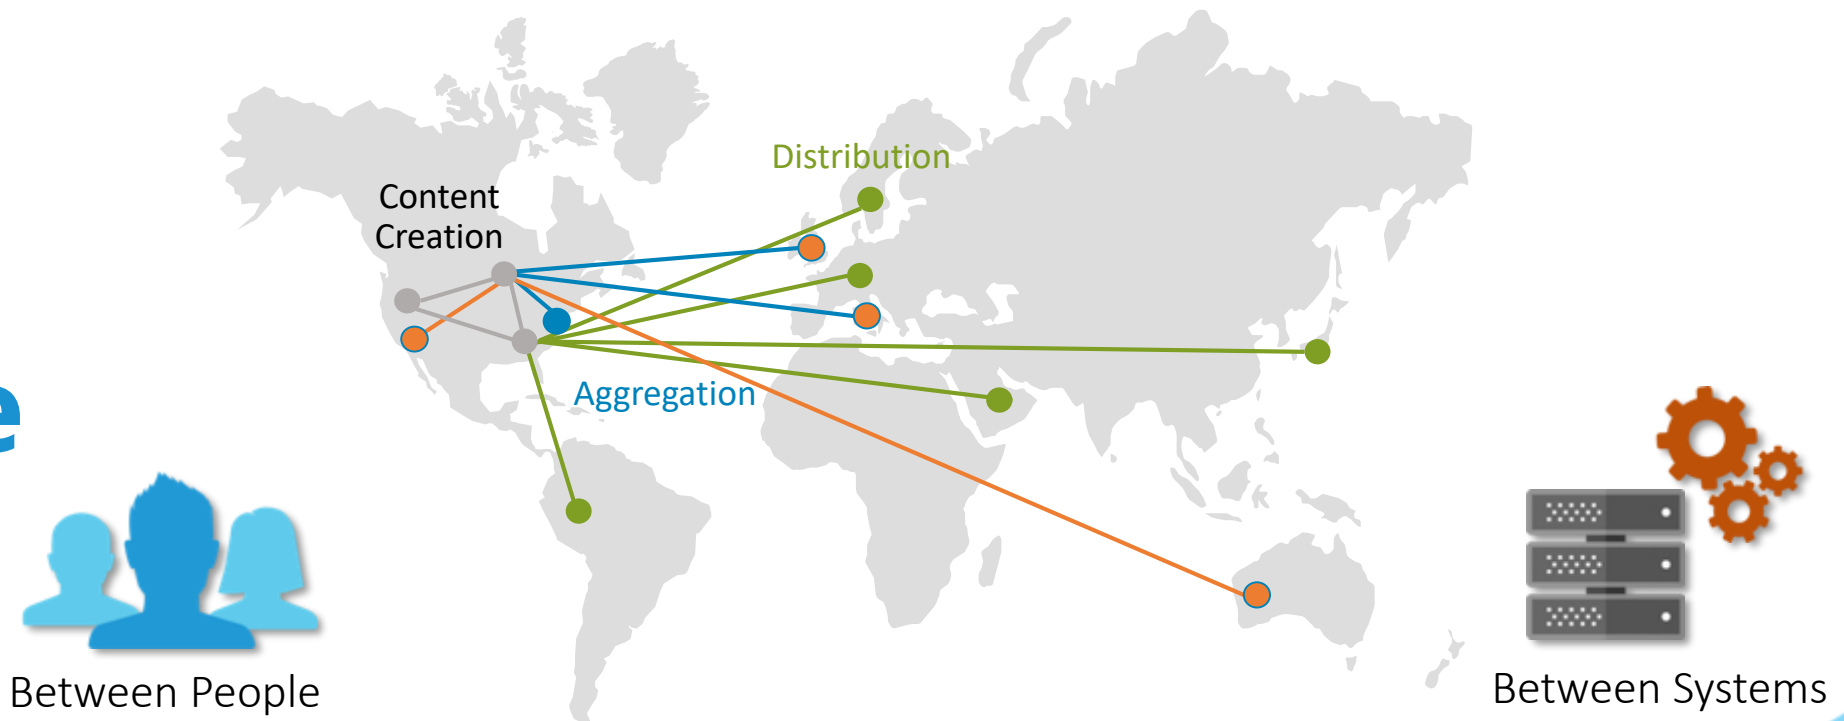 Distribution
Content
Creation
Aggregation
e
Between People
Between Systems